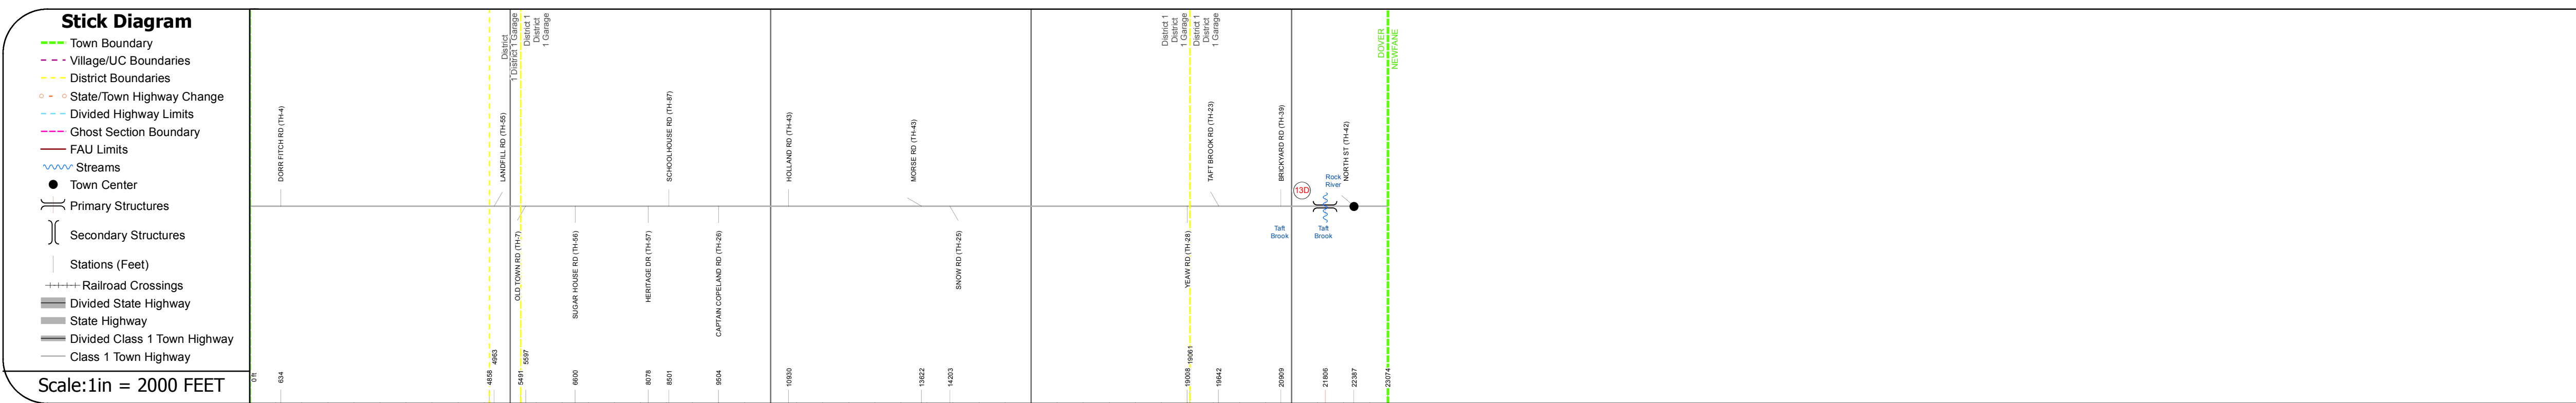 Stick Diagram
Town Boundary
Village/UC Boundaries
District Boundaries
State/Town Highway Change
Divided Highway Limits
Ghost Section Boundary
FAU Limits
Streams
Town Center
Primary Structures
Secondary Structures
Stations (Feet)
Railroad Crossings
Divided State Highway
State Highway
Divided Class 1 Town Highway
Class 1 Town Highway
Scale:1in = 2000 FEET
District
1 District 1
1 Garage
District 1
District
1 Garage
District 1
District
1 Garage
District 1
District
1 Garage
DOVER
NEWFANE
DORR FITCH RD (TH-4)
LANDFILL RD (TH-55)
SCHOOLHOUSE RD (TH-87)
HOLLAND RD (TH-43)
MORSE RD (TH-43)
TAFT BROOK RD (TH-23)
BRICKYARD RD (TH-39)
NORTH ST (TH-42)
13D
Rock
River
OLD TOWN RD (TH-7)
SUGAR HOUSE RD (TH-56)
HERITAGE DR (TH-57)
CAPTAIN COPELAND RD (TH-26)
SNOW RD (TH-25)
YEAW RD (TH-28)
Taft
Brook
Taft
Brook
0 ft
634
4858
4963
5491
5597
6600
8078
8501
9504
10930
13622
14203
19008
19061
19642
20909
21806
22387
23074